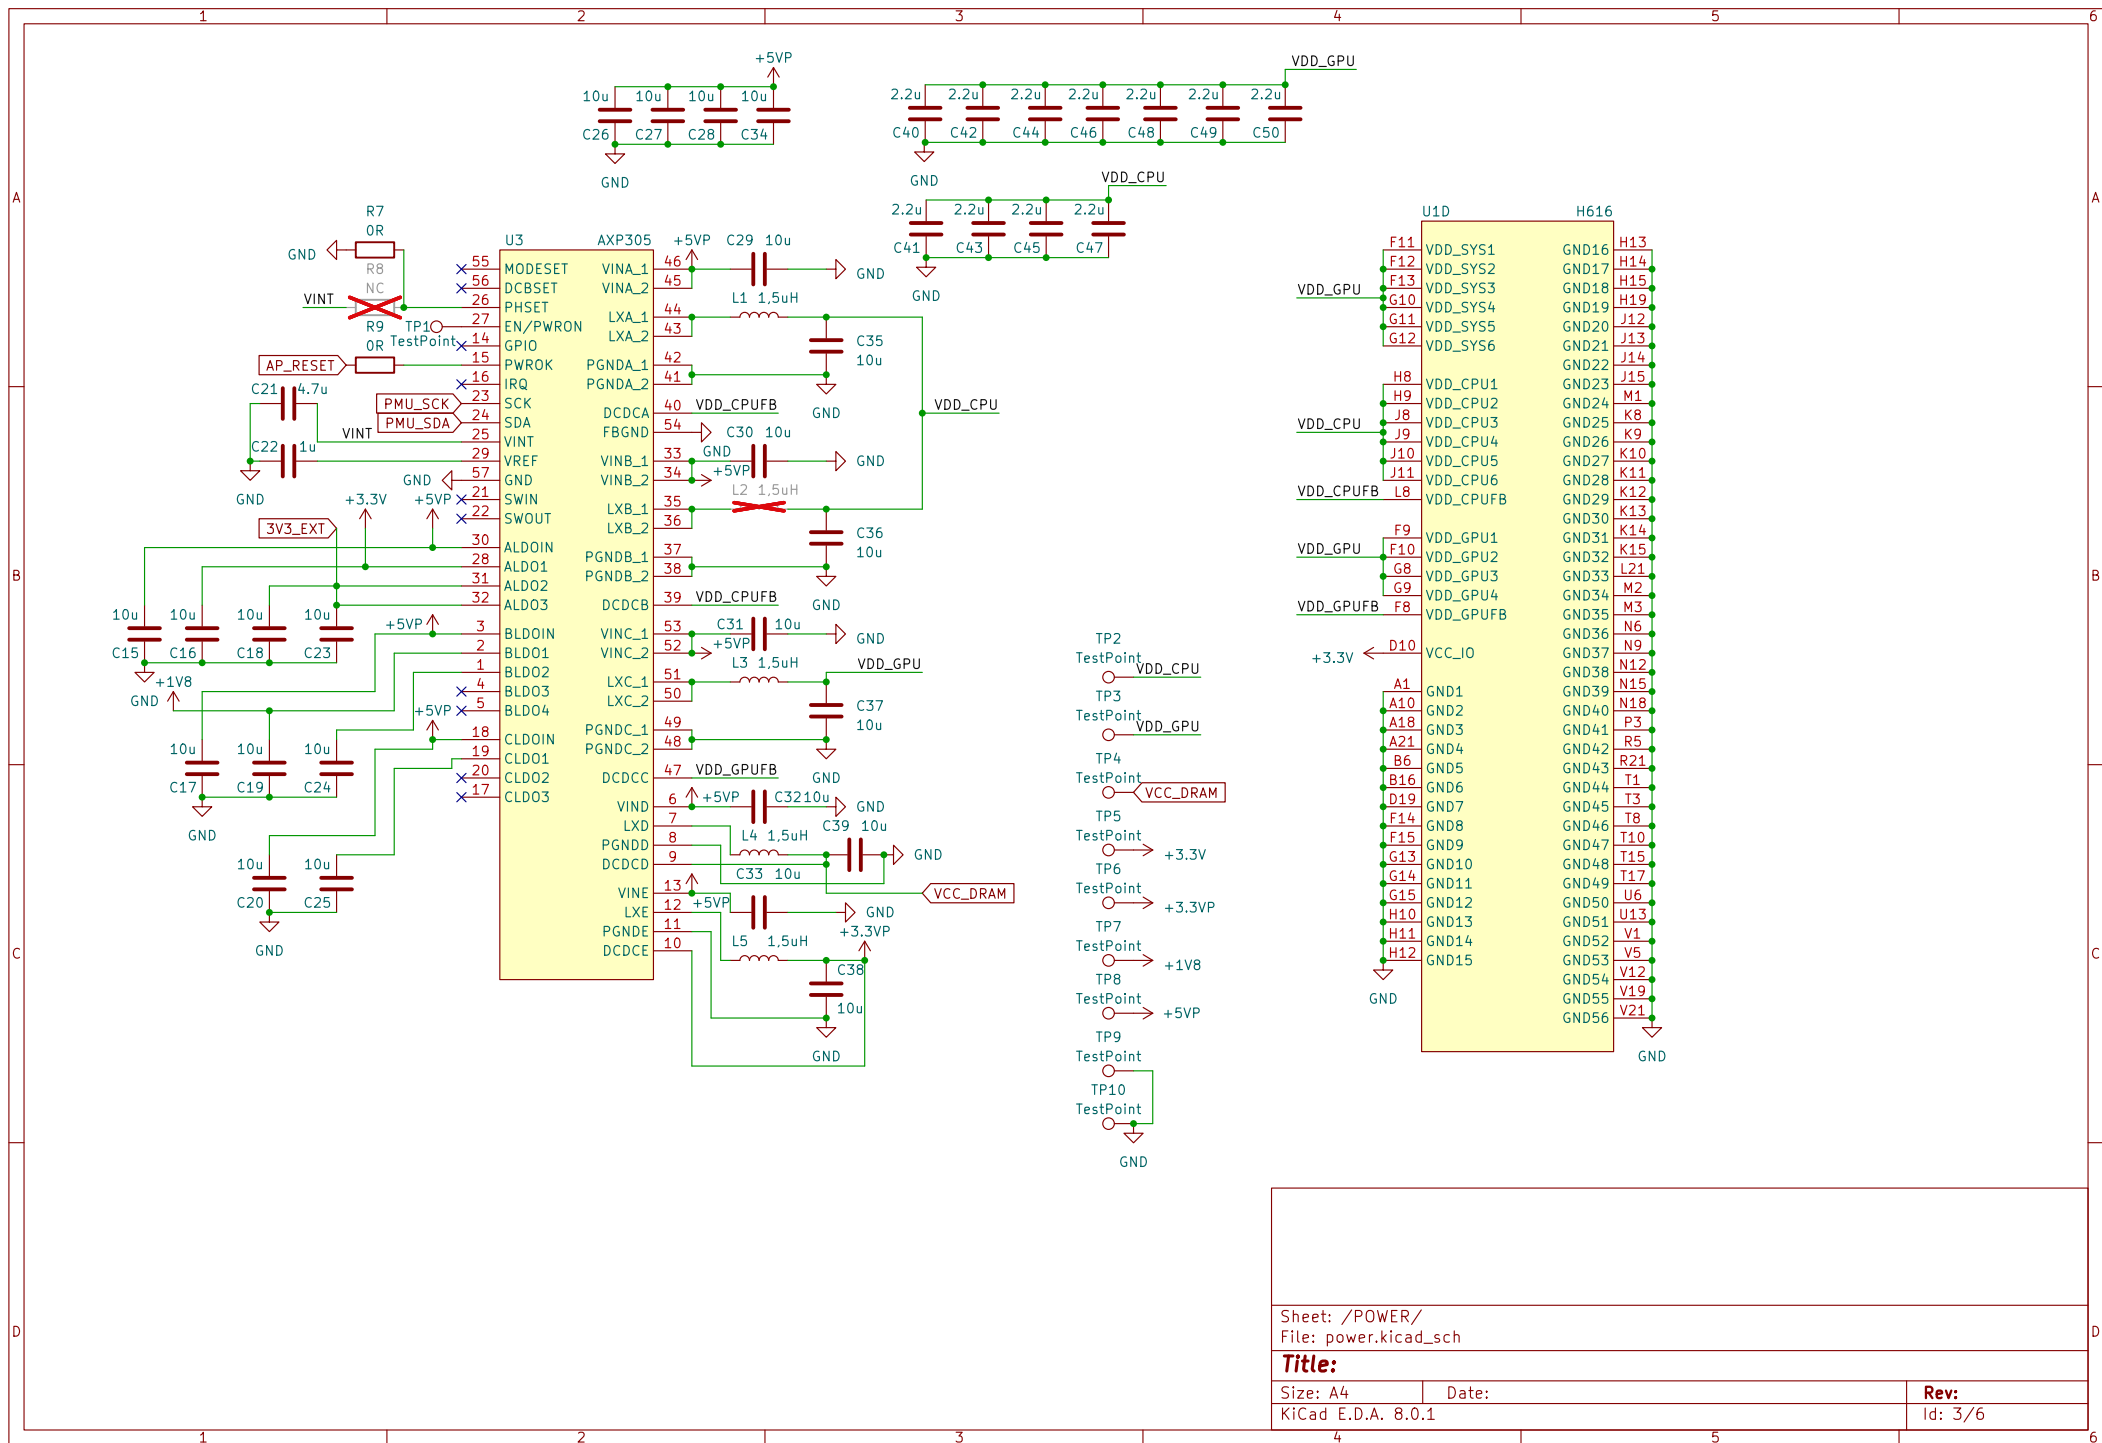 1 2 3 4 5 6
A
B
C
D
+5VP
10u 10u 10u 10u
C26 C27 C28 C34
GND
VDD_GPU
2.2u 2.2u 2.2u 2.2u 2.2u 2.2u 2.2u
C40 C42 C44 C46 C48 C49 C50
GND
VDD_CPU
2.2u 2.2u 2.2u 2.2u
C41 C43 C45 C47
GND
R7
0R
GND
R8
NC
VINT
R9
0R
TP1
TestPoint
AP_RESET
C21 4.7u
PMU_SCK
PMU_SDA
VINT
C22 1u
GND
GND
+3.3V
+5VP
3V3_EXT
10u 10u 10u 10u
C15 C16 C18 C23
GND
+5VP
+1V8
+5VP
10u 10u 10u
C17 C19 C24
GND
10u 10u
C20 C25
GND
U3 AXP305
55 MODESET
56 DCBSET
26 PHSET
27 EN/PWRON
14 GPIO
15 PWROK
16 IRQ
23 SCK
24 SDA
25 VINT
29 VREF
57 GND
21 SWIN
22 SWOUT
30 ALDOIN
28 ALDO1
31 ALDO2
32 ALDO3
3 BLDOIN
2 BLDO1
1 BLDO2
4 BLDO3
5 BLDO4
18 CLDOIN
19 CLDO1
20 CLDO2
17 CLDO3
VINA_1 46
VINA_2 45
LXA_1 44
LXA_2 43
PGNDA_1 42
PGNDA_2 41
DCDCA 40
FBGND 54
VINB_1 33
VINB_2 34
LXB_1 35
LXB_2 36
PGNDB_1 37
PGNDB_2 38
DCDCB 39
VINC_1 53
VINC_2 52
LXC_1 51
LXC_2 50
PGNDC_1 49
PGNDC_2 48
DCDCC 47
VIND 6
LXD 7
PGNDD 8
DCDCD 9
VINE 13
LXE 12
PGNDE 11
DCDCE 10
+5VP
C29 10u
GND
L1 1,5uH
C35
10u
GND
VDD_CPUFB
VDD_CPU
GND
C30 10u
GND
+5VP
L2 1,5uH
C36
10u
GND
VDD_CPUFB
C31 10u
GND
+5VP
L3 1,5uH
VDD_GPU
C37
10u
GND
VDD_GPUFB
+5VP
C32 10u
GND
L4 1,5uH
C39 10u
GND
C33 10u
VCC_DRAM
+5VP
GND
+3.3VP
L5 1,5uH
C38
10u
GND
TP2
TestPoint
VDD_CPU
TP3
TestPoint
VDD_GPU
TP4
TestPoint
VCC_DRAM
TP5
TestPoint
+3.3V
TP6
TestPoint
+3.3VP
TP7
TestPoint
+1V8
TP8
TestPoint
+5VP
TP9
TestPoint
TP10
TestPoint
GND
U1D H616
VDD_GPU
F11 VDD_SYS1
F12 VDD_SYS2
F13 VDD_SYS3
G10 VDD_SYS4
G11 VDD_SYS5
G12 VDD_SYS6
VDD_CPU
H8 VDD_CPU1
H9 VDD_CPU2
J8 VDD_CPU3
J9 VDD_CPU4
J10 VDD_CPU5
J11 VDD_CPU6
VDD_CPUFB L8 VDD_CPUFB
VDD_GPU
F9 VDD_GPU1
F10 VDD_GPU2
G8 VDD_GPU3
G9 VDD_GPU4
VDD_GPUFB F8 VDD_GPUFB
+3.3V D10 VCC_IO
A1 GND1
A10 GND2
A18 GND3
A21 GND4
B6 GND5
B16 GND6
D19 GND7
F14 GND8
F15 GND9
G13 GND10
G14 GND11
G15 GND12
H10 GND13
H11 GND14
H12 GND15
GND
GND16 H13
GND17 H14
GND18 H15
GND19 H19
GND20 J12
GND21 J13
GND22 J14
GND23 J15
GND24 M1
GND25 K8
GND26 K9
GND27 K10
GND28 K11
GND29 K12
GND30 K13
GND31 K14
GND32 K15
GND33 L21
GND34 M2
GND35 M3
GND36 N6
GND37 N9
GND38 N12
GND39 N15
GND40 N18
GND41 P3
GND42 R5
GND43 R21
GND44 T1
GND45 T3
GND46 T8
GND47 T10
GND48 T15
GND49 T17
GND50 U6
GND51 U13
GND52 V1
GND53 V5
GND54 V12
GND55 V19
GND56 V21
GND
Sheet: /POWER/
File: power.kicad_sch
Title:
Size: A4 Date: Rev:
KiCad E.D.A. 8.0.1 Id: 3/6
A
B
C
D
1 2 3 4 5 6